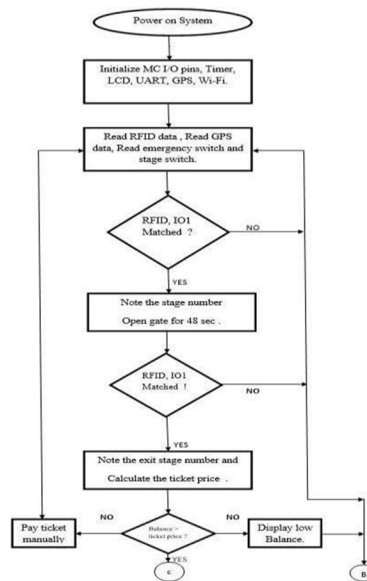 Power on System
Initialize MC I/O pins, Timer,
LCD, UART, GPS, Wi-Fi.
Read RFID data , Read GPS
data, Read emergency switch and
stage switch.
RFID, IO1
Matched ?
NO
YES
Note the stage number
Open gate for 48 sec .
RFID, IO1
Matched !
NO
YES
Note the exit stage number and
Calculate the ticket price .
NO
NO
Pay ticket
manually
Balance >
ticket price ?
Display low
Balance.
YES
c
B